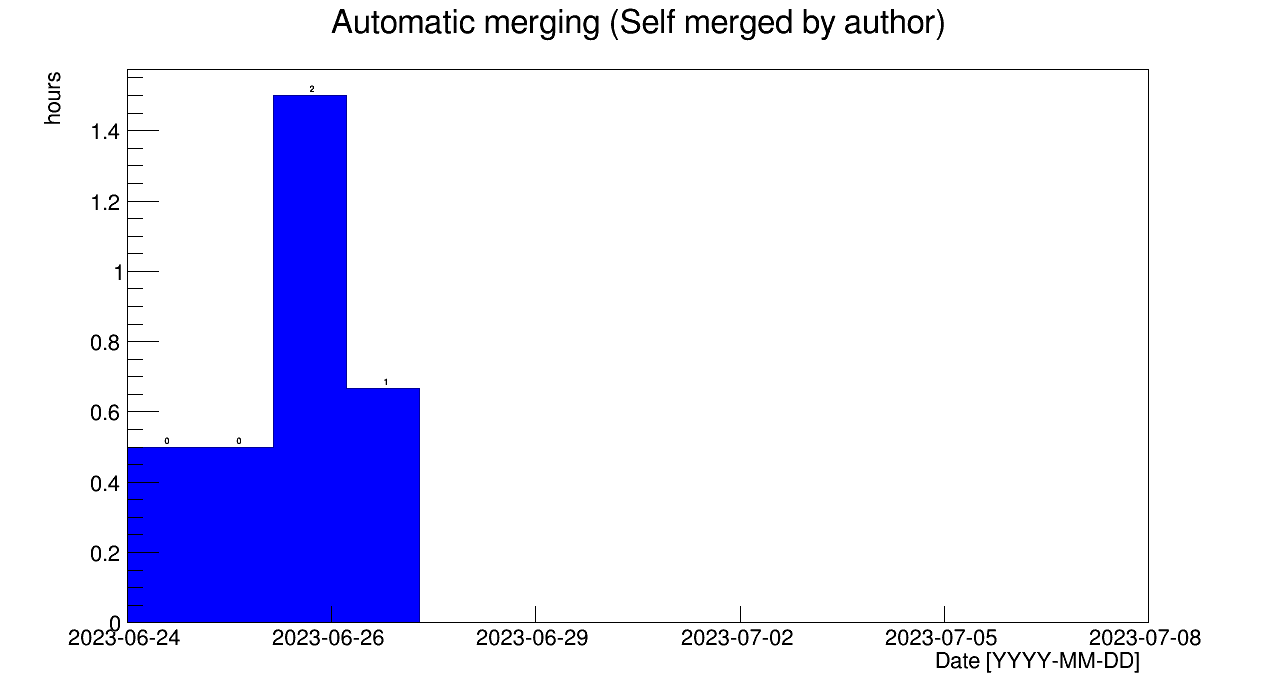 Automatic merging (Self merged by author)
hours
1.4
1.2
1
0.8
0.6
0.4
0.2
0
2
1
0 0
2023-06-24 2023-06-26 2023-06-29 2023-07-02 2023-07-05 2023-07-08
Date [YYYY-MM-DD]